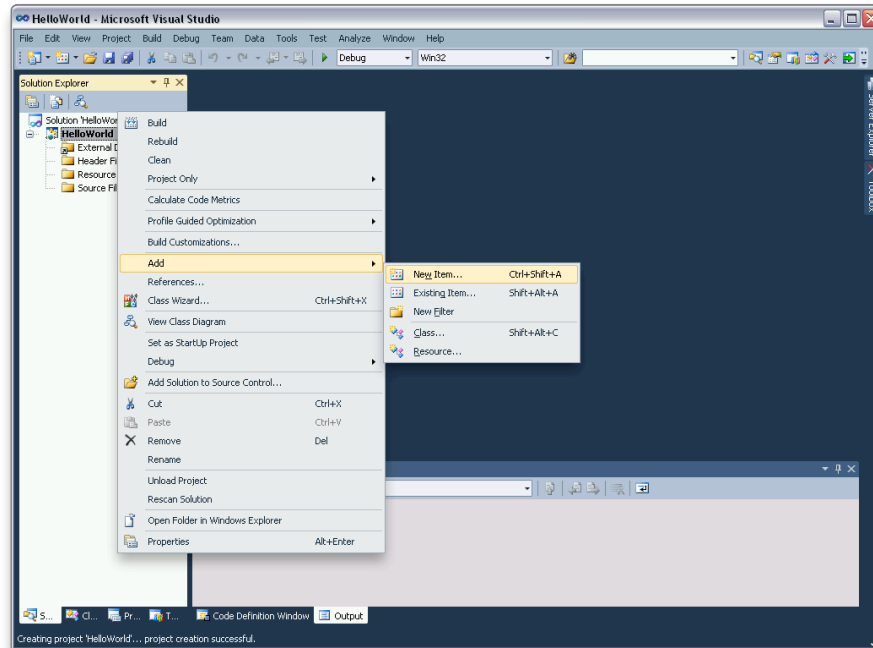 HelloWorld - Microsoft Visual Studio
File Edit View Project Build Debug Team Data Tools Test Analyze Window Help
Debug Win32
Solution Explorer
Solution 'HelloWor
HelloWorld
External D
Header Fi
Resource
Source Fil
Build
Rebuild
Clean
Project Only
Calculate Code Metrics
Profile Guided Optimization
Build Customizations...
Add
References...
Class Wizard... Ctrl+Shift+X
View Class Diagram
Set as StartUp Project
Debug
Add Solution to Source Control...
Cut Ctrl+X
Paste Ctrl+V
Remove Del
Rename
Unload Project
Rescan Solution
Open Folder in Windows Explorer
Properties Alt+Enter
New Item... Ctrl+Shift+A
Existing Item... Shift+Alt+A
New Filter
Class... Shift+Alt+C
Resource...
Server Explorer
Toolbox
S... Cl... Pr... T... Code Definition Window Output
Creating project 'HelloWorld'... project creation successful.